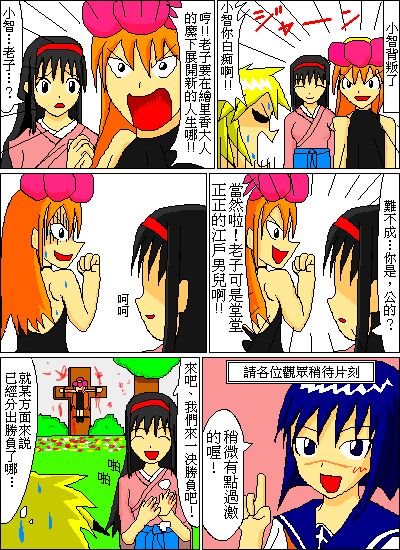 小智背叛了
ジャーン
小智你白痴啊!!
哼!!老子要在繪里香大人
的麾下展開新的人生哪!!
小智…老子……?
難不成…你是,公的?
當然啦!老子可是堂堂
正正的江戶男兒啊!!
呵呵
請各位觀眾稍待片刻
稍微有點過激
的喔!
來吧、我們來一決勝負吧!
啪
啪
啪
就某方面來說
已經分出勝負了哪…